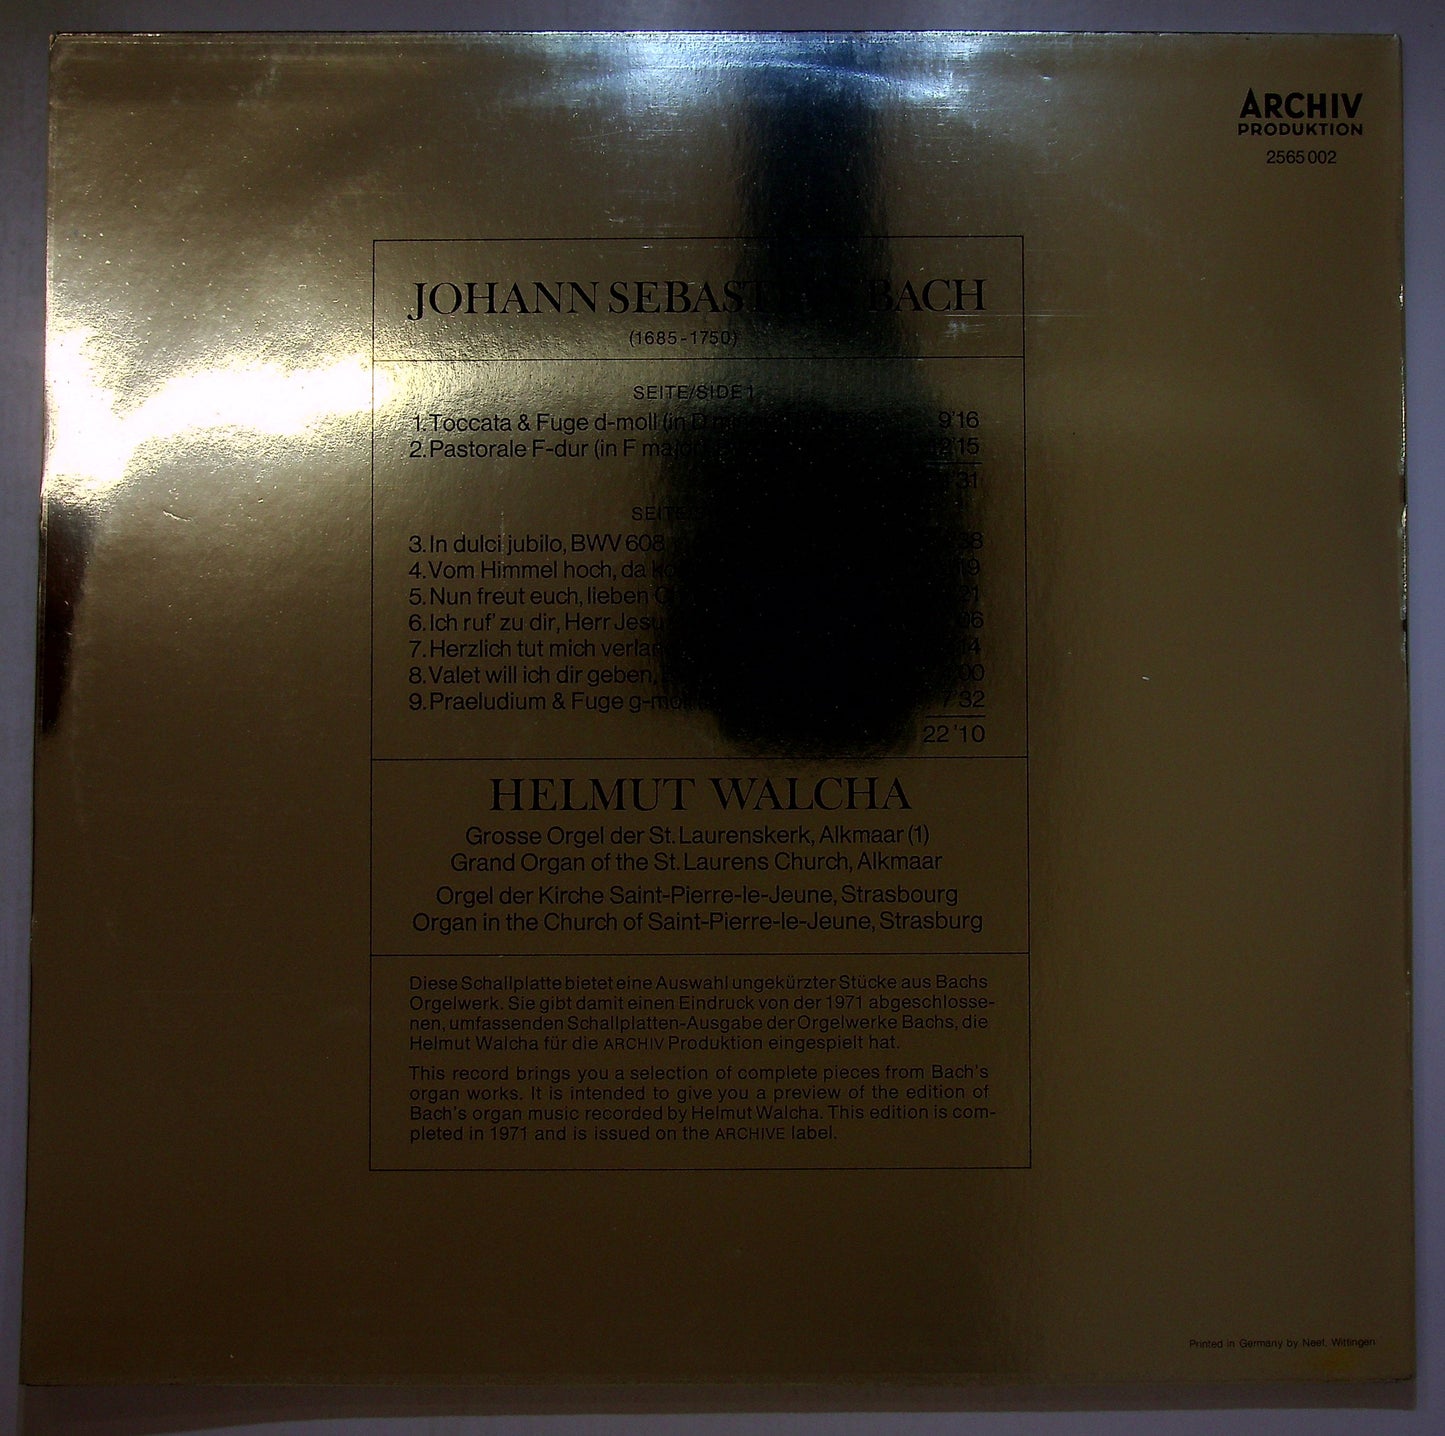 ARCHIV
PRODUKTION
2565 002
JOHANN SEBASTIAN BACH
(1685-1750)
SEITE/SIDE 1
1. Toccata & Fuge d-moll (in D 9'16
2. Pastorale F-dur (in F major 12'15
SEITE
3. In dulci jubilo, BWV 608
4. Vom Himmel hoch, da
5. Nun freut euch, lieben
6. Ich ruf' zu dir, Herr Jesu
7. Herzlich tut mich
8. Valet will ich dir geben,
9. Praeludium & Fuge g-moll 7'32
22'10
HELMUT WALCHA
Grosse Orgel der St. Laurenskerk, Alkmaar (1)
Grand Organ of the St. Laurens Church, Alkmaar
Orgel der Kirche Saint-Pierre-le-Jeune, Strasbourg
Organ in the Church of Saint-Pierre-le-Jeune, Strasburg
Diese Schallplatte bietet eine Auswahl ungekürzter Stücke aus Bachs
Orgelwerk. Sie gibt damit einen Eindruck von der 1971 abgeschlosse-
nen, umfassenden Schallplatten-Ausgabe der Orgelwerke Bachs, die
Helmut Walcha für die ARCHIV Produktion eingespielt hat.
This record brings you a selection of complete pieces from Bach's
organ works. It is intended to give you a preview of the edition of
Bach's organ music recorded by Helmut Walcha. This edition is com-
pleted in 1971 and is issued on the ARCHIVE label.
Printed in Germany by Neef, Wittingen